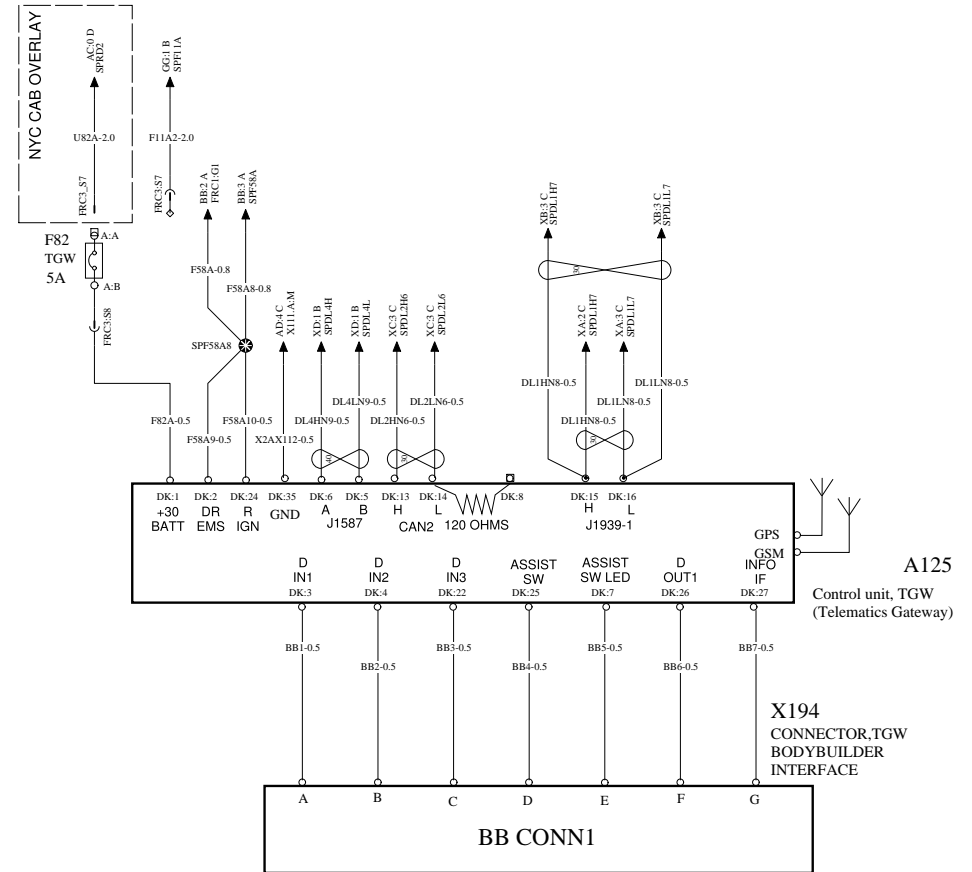 NYC CAB OVERLAY
AC:0 D
SPRD2
U82A-2.0
FRC3_S7
GG:1 B
SPF11A
F11A2-2.0
FRC3:S7
F82
TGW
5A
A:A
A:B
FRC3:S8
BB:2 A
FRC1:G1
BB:3 A
SPF58A
F58A-0.8
F58A8-0.8
SPF58A8
AD:4 C
X111.A:M
XD:1 B
SPDL4H
XD:1 B
SPDL4L
XC:3 C
SPDL2H6
XC:3 C
SPDL2L6
XB:3 C
SPDL1H7
XB:3 C
SPDL1L7
30
XA:2 C
SPDL1H7
XA:3 C
SPDL1L7
DL1HN8-0.5
DL1LN8-0.5
DL4LN9-0.5
DL2LN6-0.5
DL1LN8-0.5
F82A-0.5
F58A10-0.5
DL4HN9-0.5
DL2HN6-0.5
DL1HN8-0.5
F58A9-0.5
X2AX112-0.5
40
30
30
DK:1
DK:2
DK:24
DK:35
DK:6
DK:5
DK:13
DK:14
DK:8
DK:15
DK:16
+30
BATT
DR
EMS
R
IGN
GND
A
B
J1587
H
L
CAN2
120 OHMS
H
L
J1939-1
GPS
GSM
D
IN1
DK:3
D
IN2
DK:4
D
IN3
DK:22
ASSIST
SW
DK:25
ASSIST
SW LED
DK:7
D
OUT1
DK:26
INFO
IF
DK:27
A125
Control unit, TGW
(Telematics Gateway)
BB1-0.5
BB2-0.5
BB3-0.5
BB4-0.5
BB5-0.5
BB6-0.5
BB7-0.5
X194
CONNECTOR,TGW
BODYBUILDER
INTERFACE
A
B
C
D
E
F
G
BB CONN1